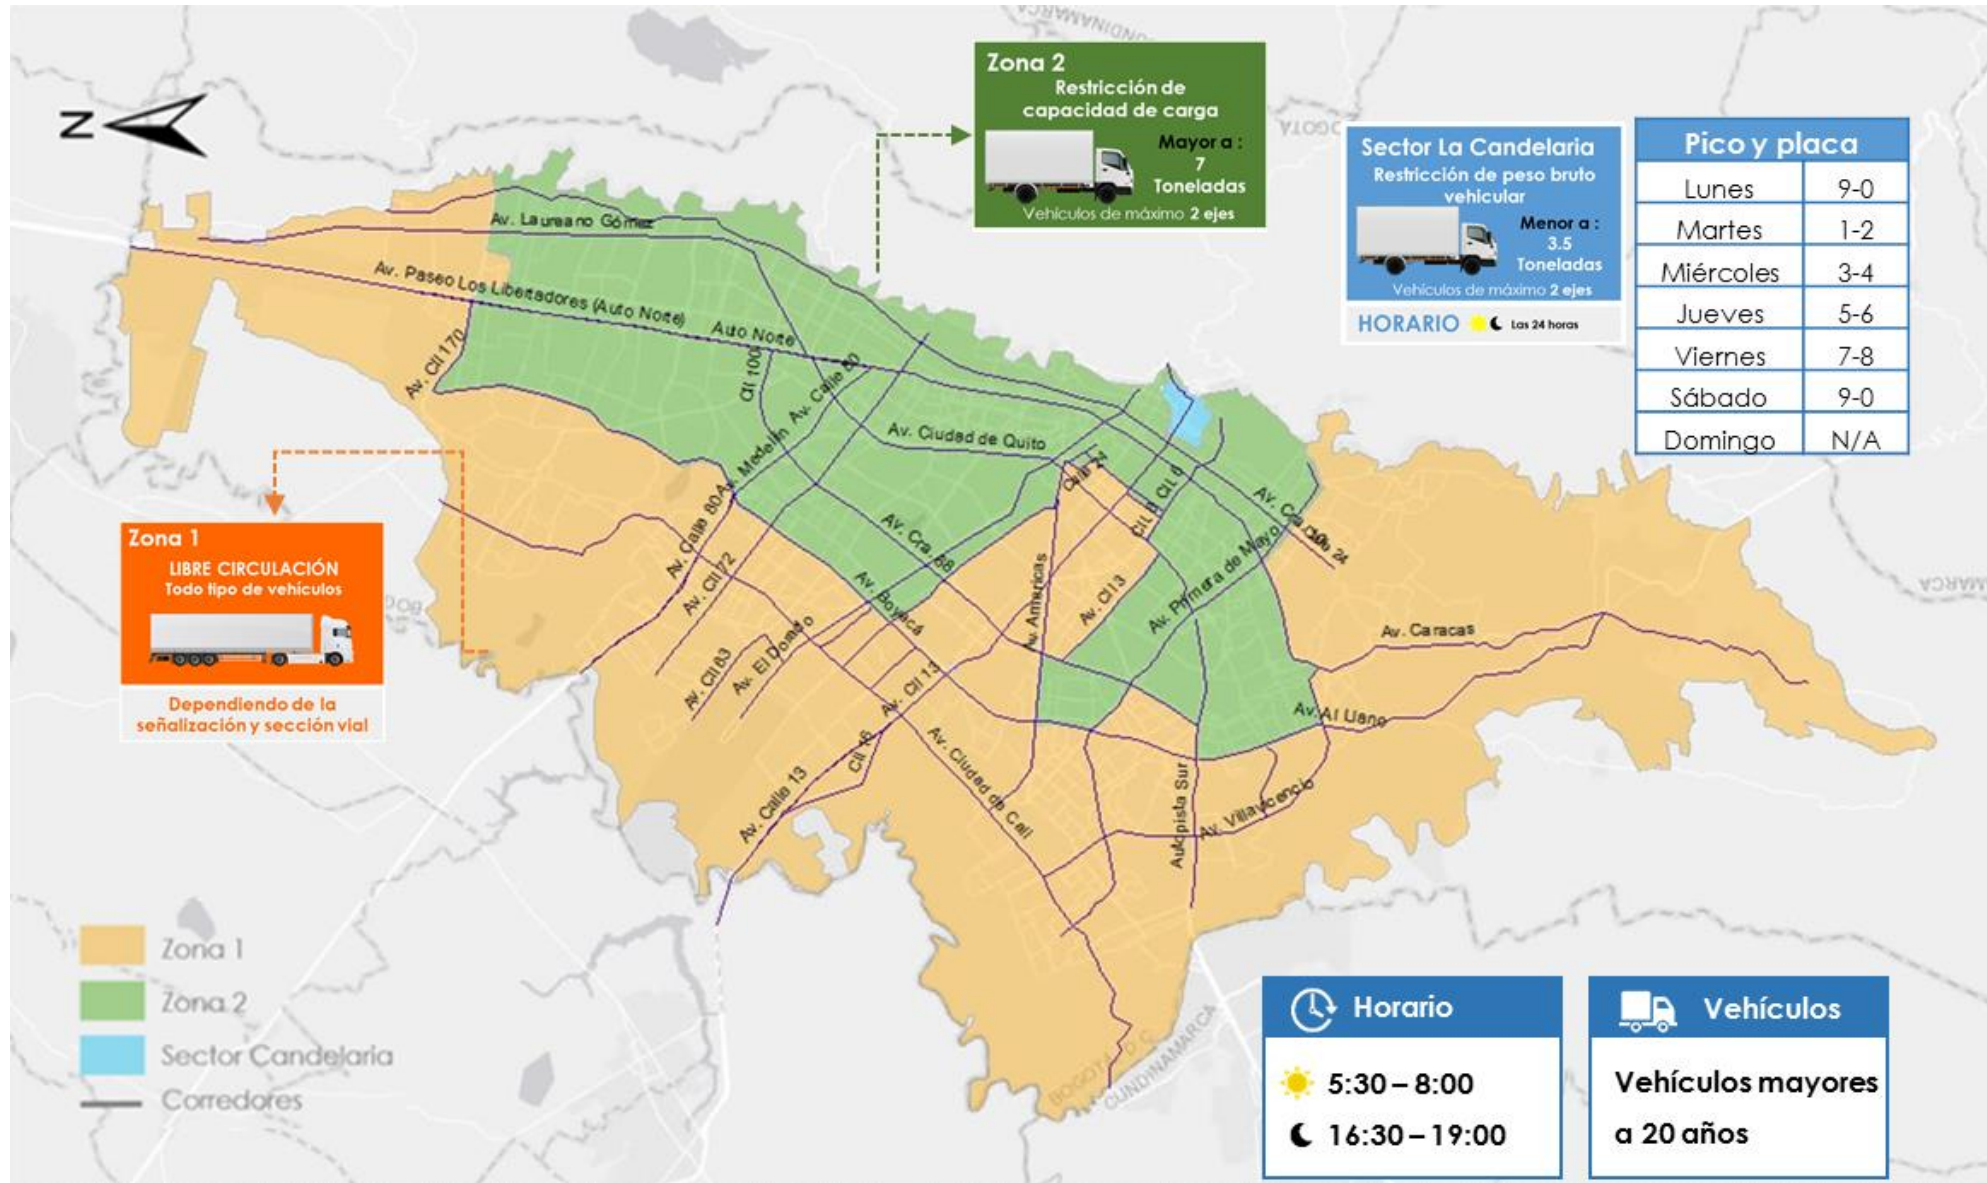 CUNDINAMARCA
BOGOTA
Z
Zona 2
Restricción de
capacidad de carga
Mayor a :
7
Toneladas
Vehículos de máximo 2 ejes
Sector La Candelaria
Restricción de peso bruto
vehicular
Menor a :
3.5
Toneladas
Vehículos de máximo 2 ejes
HORARIO Las 24 horas
Pico y placa
Lunes 9-0
Martes 1-2
Miércoles 3-4
Jueves 5-6
Viernes 7-8
Sábado 9-0
Domingo N/A
Av. Laureano Gómez
Av. Paseo Los Libertadores (Auto Norte)
Auto Norte
Av. Cll 170
Cll 100
Av. Calle 80
Av. Medellín
Av. Ciudad de Quito
Calle 24
Cll 6
Av. Calle 80
Av. Cra. 68
Av. Cll 72
Av. Boyacá
Av. Americas
Av. Cll 13
Av. Primera de Mayo
Av. Caracas
Av. Cll 63
Av. El Dorado
Av. Cll 13
Av. Al Llano
Cll 16
Av. Calle 13
Av. Ciudad de Cali
Autopista Sur
Av. Villavicencio
Zona 1
LIBRE CIRCULACIÓN
Todo tipo de vehículos
Dependiendo de la
señalización y sección vial
Zona 1
Zona 2
Sector Candelaria
Corredores
BOGOTA D.C.
CUNDINAMARCA
Horario
5:30 – 8:00
16:30 – 19:00
Vehículos
Vehículos mayores
a 20 años